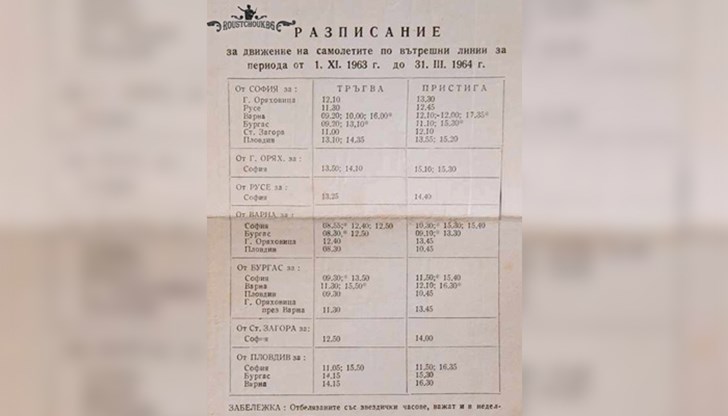 ROUSTCHOUK.BG
РАЗПИСАНИЕ
за движение на самолетите по вътрешни линии за
периода от 1. XI. 1963 г. до 31. III. 1964 г.
От СОФИЯ за: ТРЪГВА ПРИСТИГА
Г. Оряховица 12.10 13.30
Русе 11.30 12.45
Варна 09.20; 10.00; 16.00* 12.10;-12.00; 17.35*
Бургас 09.20; 13.10* 11.10; 15.30*
Ст. Загора 11.00 12.10
Пловдив 13.10; 14.35 13.55; 15.20
От Г. ОРЯХ. за:
София 13.50; 14.10 15.10; 15.30
От РУСЕ за:
София 13.25 14.40
От ВАРНА за:
София 08.55;* 12.40; 12.50 10.30;* 15.30; 15.40
Бургас 08.30,* 12.50 09.10;* 13.30
Г. Оряховица 12.40 13.45
Пловдив 08.30 10.45
От БУРГАС за:
София 09.30;* 13.50 11.50;* 15.40
Варна 11.30; 15.50* 12.10; 16.30*
Пловдив 09.30 10.45
Г. Оряховица
през Варна 11.30 13.45
От Ст. ЗАГОРА за:
София 12.50 14.00
От ПЛОВДИВ за:
София 11.05; 15.50 11.50; 16.35
Бургас 14.15 15.30
Варна 14.15 16.30
ЗАБЕЛЕЖКА : Отбелязаните със звездички часове, важат и в недел-